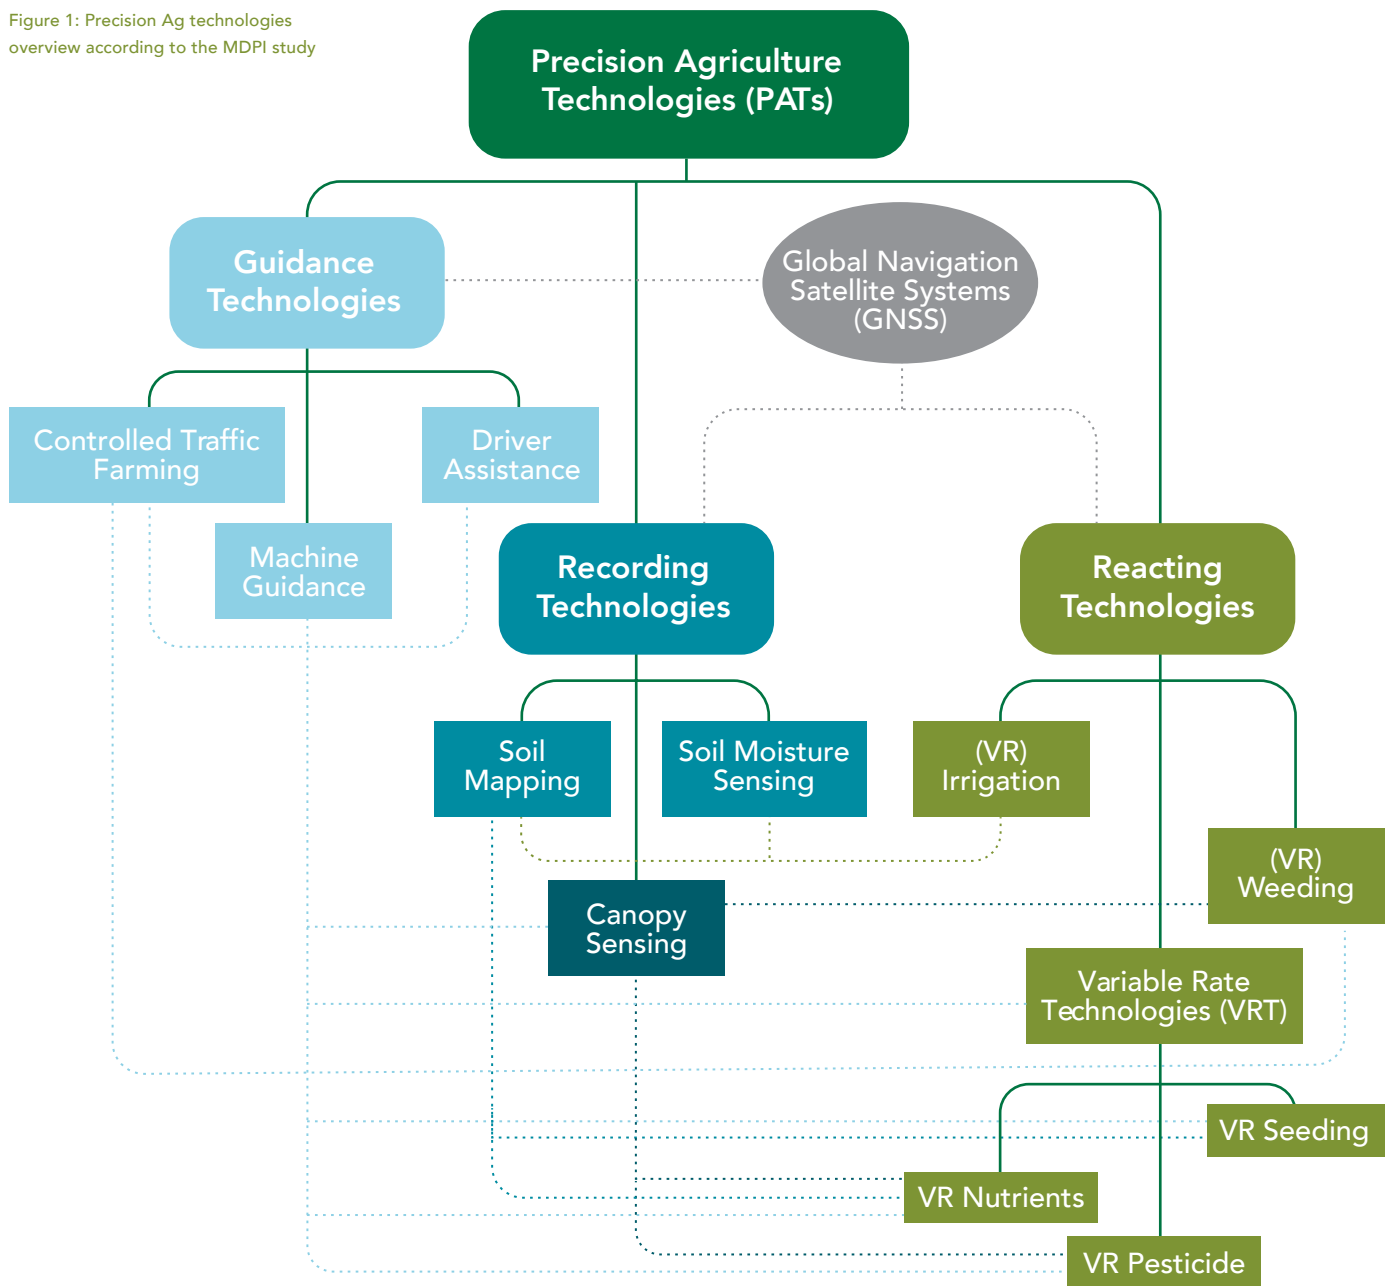 Figure 1: Precision Ag technologies
overview according to the MDPI study
Precision Agriculture
Technologies (PATs)
Guidance
Technologies
Global Navigation
Satellite Systems
(GNSS)
Controlled Traffic
Farming
Driver
Assistance
Machine
Guidance
Recording
Technologies
Reacting
Technologies
Soil
Mapping
Soil Moisture
Sensing
(VR)
Irrigation
(VR)
Weeding
Canopy
Sensing
Variable Rate
Technologies (VRT)
VR Seeding
VR Nutrients
VR Pesticide